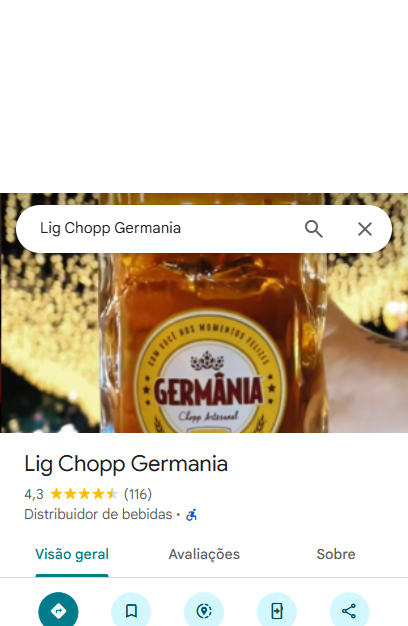 Lig Chopp Germania
COM VOCÊ NOS MOMENTOS FELIZES
GERMÂNIA
Chopp Artesanal
Lig Chopp Germania
4,3 (116)
Distribuidor de bebidas ·
Visão geral Avaliações Sobre